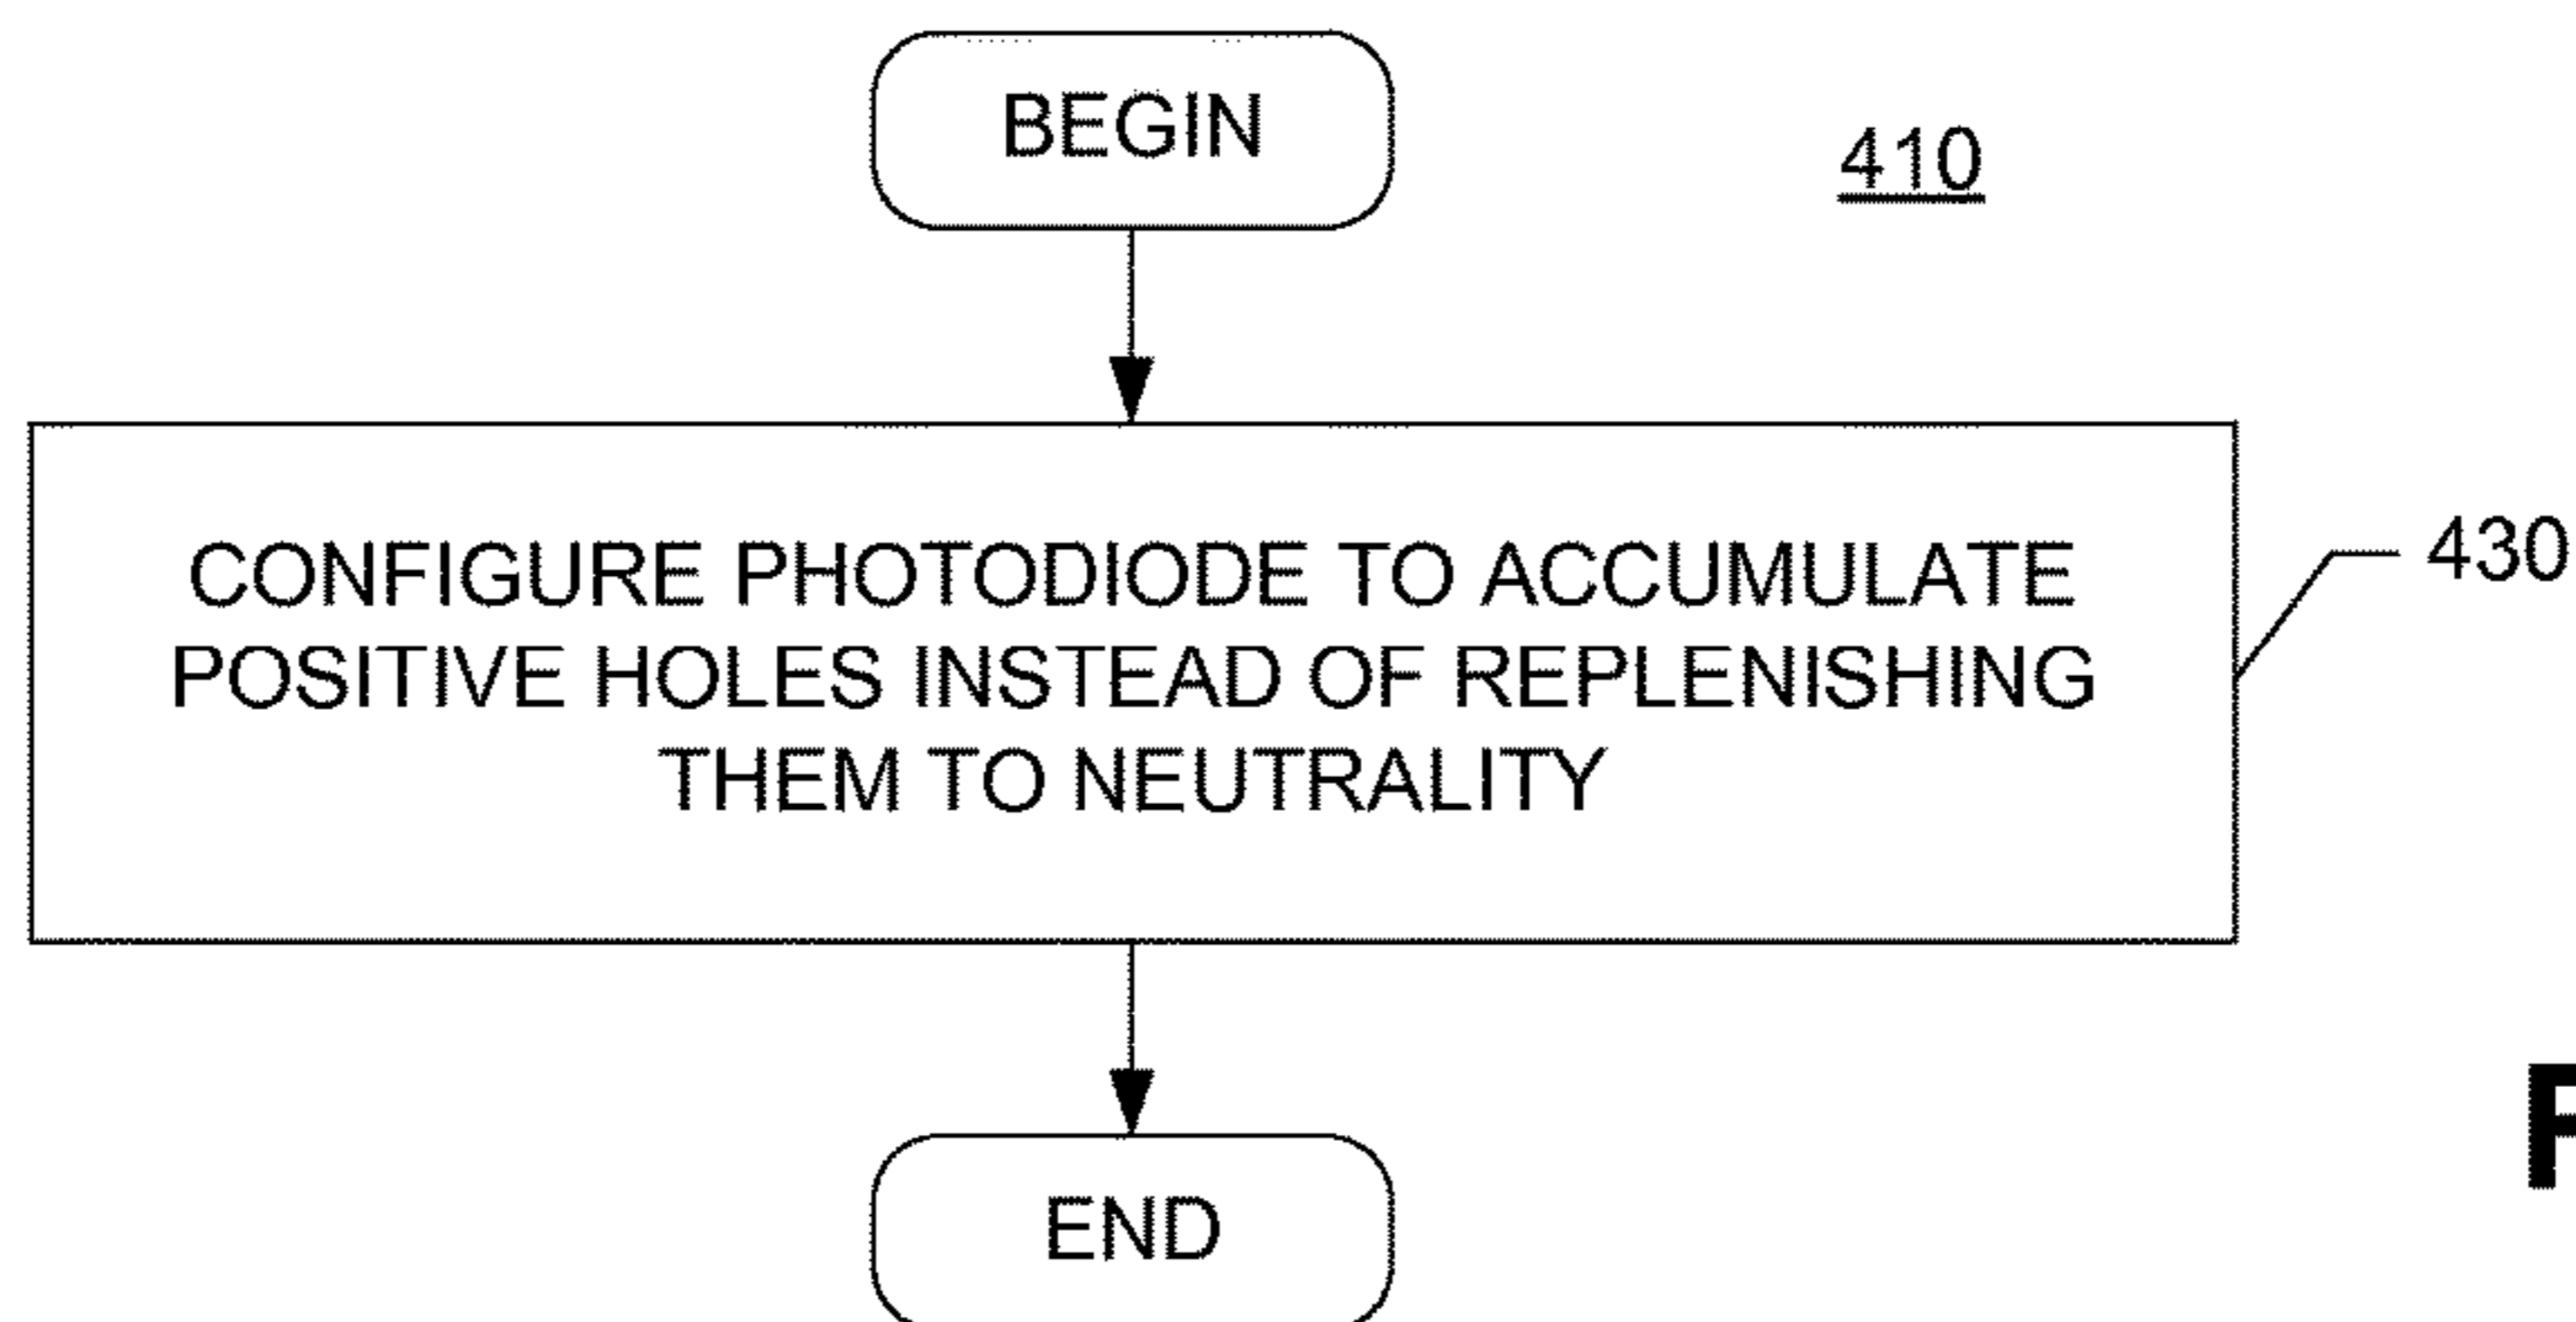 BEGIN
410
CONFIGURE PHOTODIODE TO ACCUMULATE
POSITIVE HOLES INSTEAD OF REPLENISHING
THEM TO NEUTRALITY
430
END